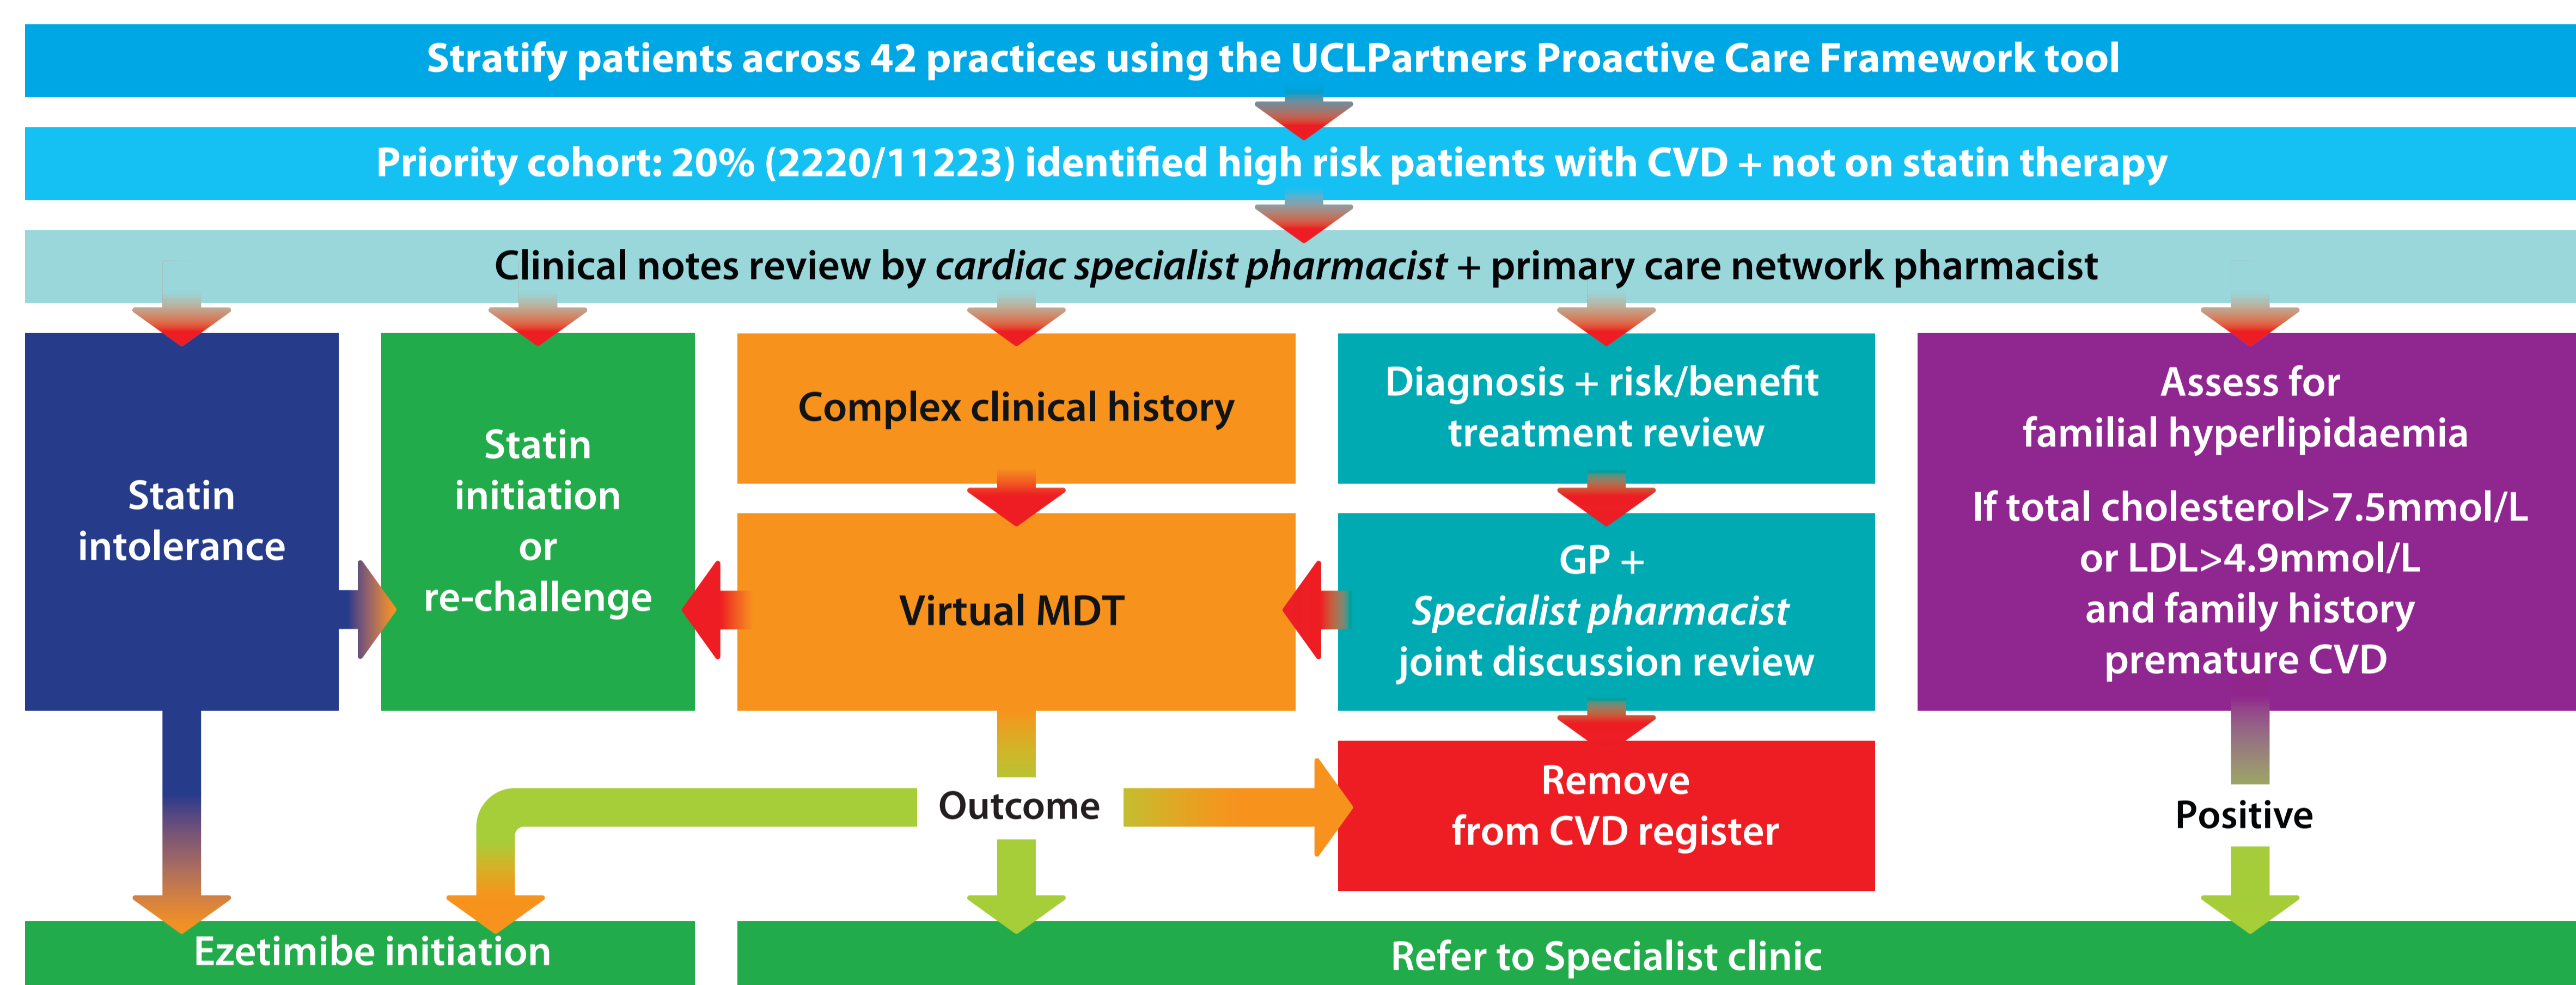 Stratify patients across 42 practices using the UCLPartners Proactive Care Framework tool
Priority cohort: 20% (2220/11223) identified high risk patients with CVD + not on statin therapy
Clinical notes review by cardiac specialist pharmacist + primary care network pharmacist
Statin
intolerance
Statin
initiation
or
re-challenge
Complex clinical history
Virtual MDT
Diagnosis + risk/benefit
treatment review
GP +
Specialist pharmacist
joint discussion review
Assess for
familial hyperlipidaemia
If total cholesterol>7.5mmol/L
or LDL>4.9mmol/L
and family history
premature CVD
Outcome
Remove
from CVD register
Positive
Ezetimibe initiation
Refer to Specialist clinic